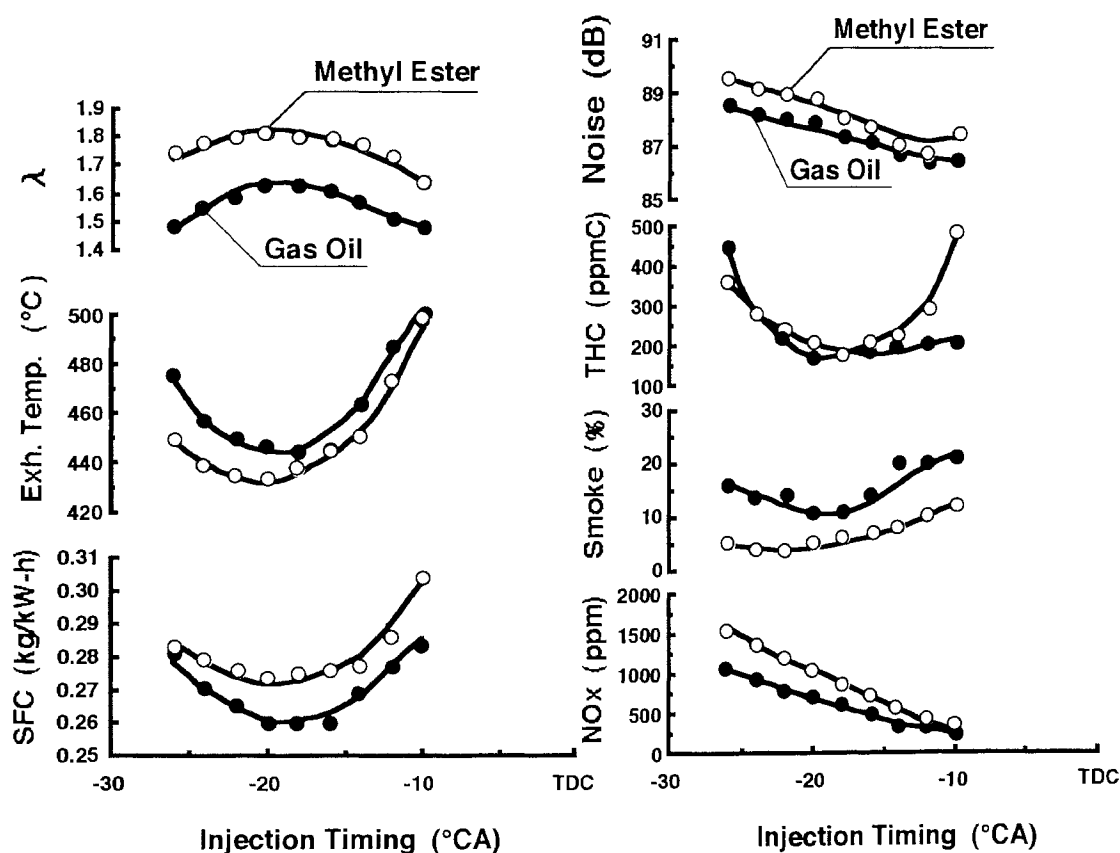 Methyl Ester
1.9
1.8
1.7
1.6
1.5
1.4
λ
Gas Oil
500
480
460
440
420
Exh. Temp. (°C)
0.31
0.30
0.29
0.28
0.27
0.26
0.25
SFC (kg/kW-h)
-30
-20
-10
TDC
Injection Timing (°CA)
91
89
87
85
Noise (dB)
Methyl Ester
Gas Oil
500
400
300
200
100
THC (ppmC)
30
20
10
0
Smoke (%)
2000
1500
1000
500
0
NOx (ppm)
-30
-20
-10
TDC
Injection Timing (°CA)